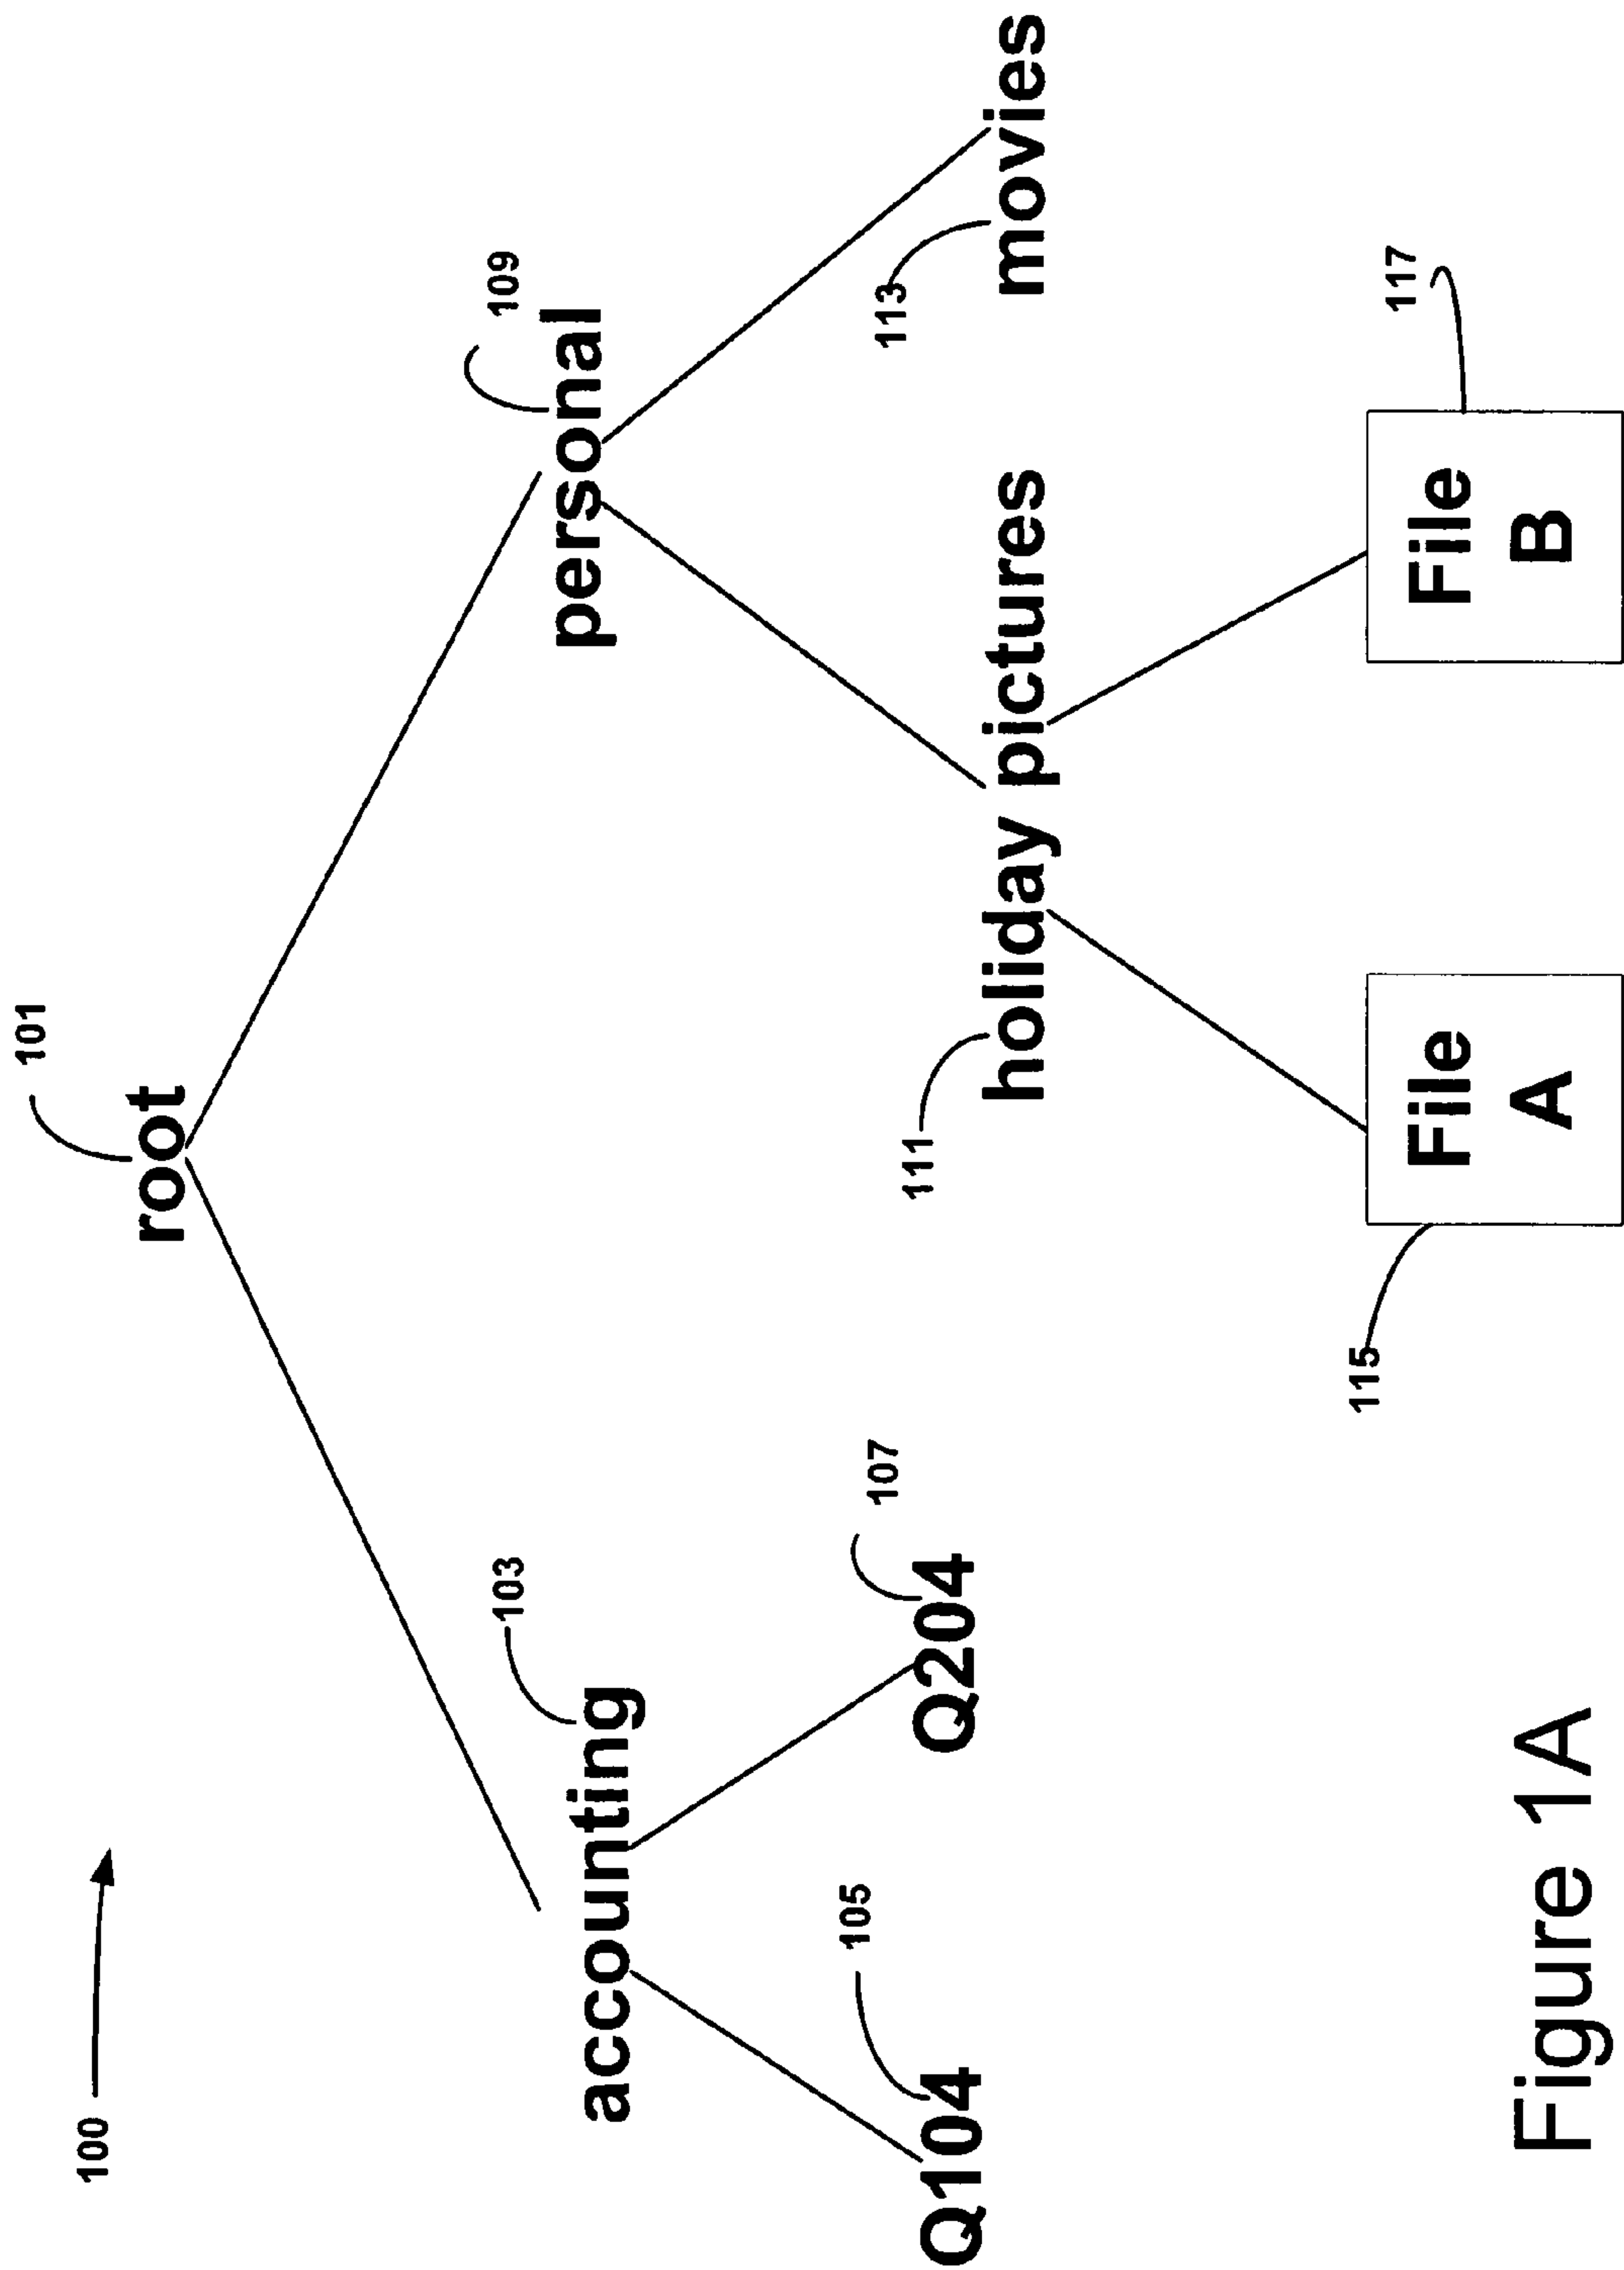 100
101
root
103
accounting
109
personal
105
Q104
107
Q204
111
holiday pictures
113
movies
115
File
A
117
File
B
Figure 1A